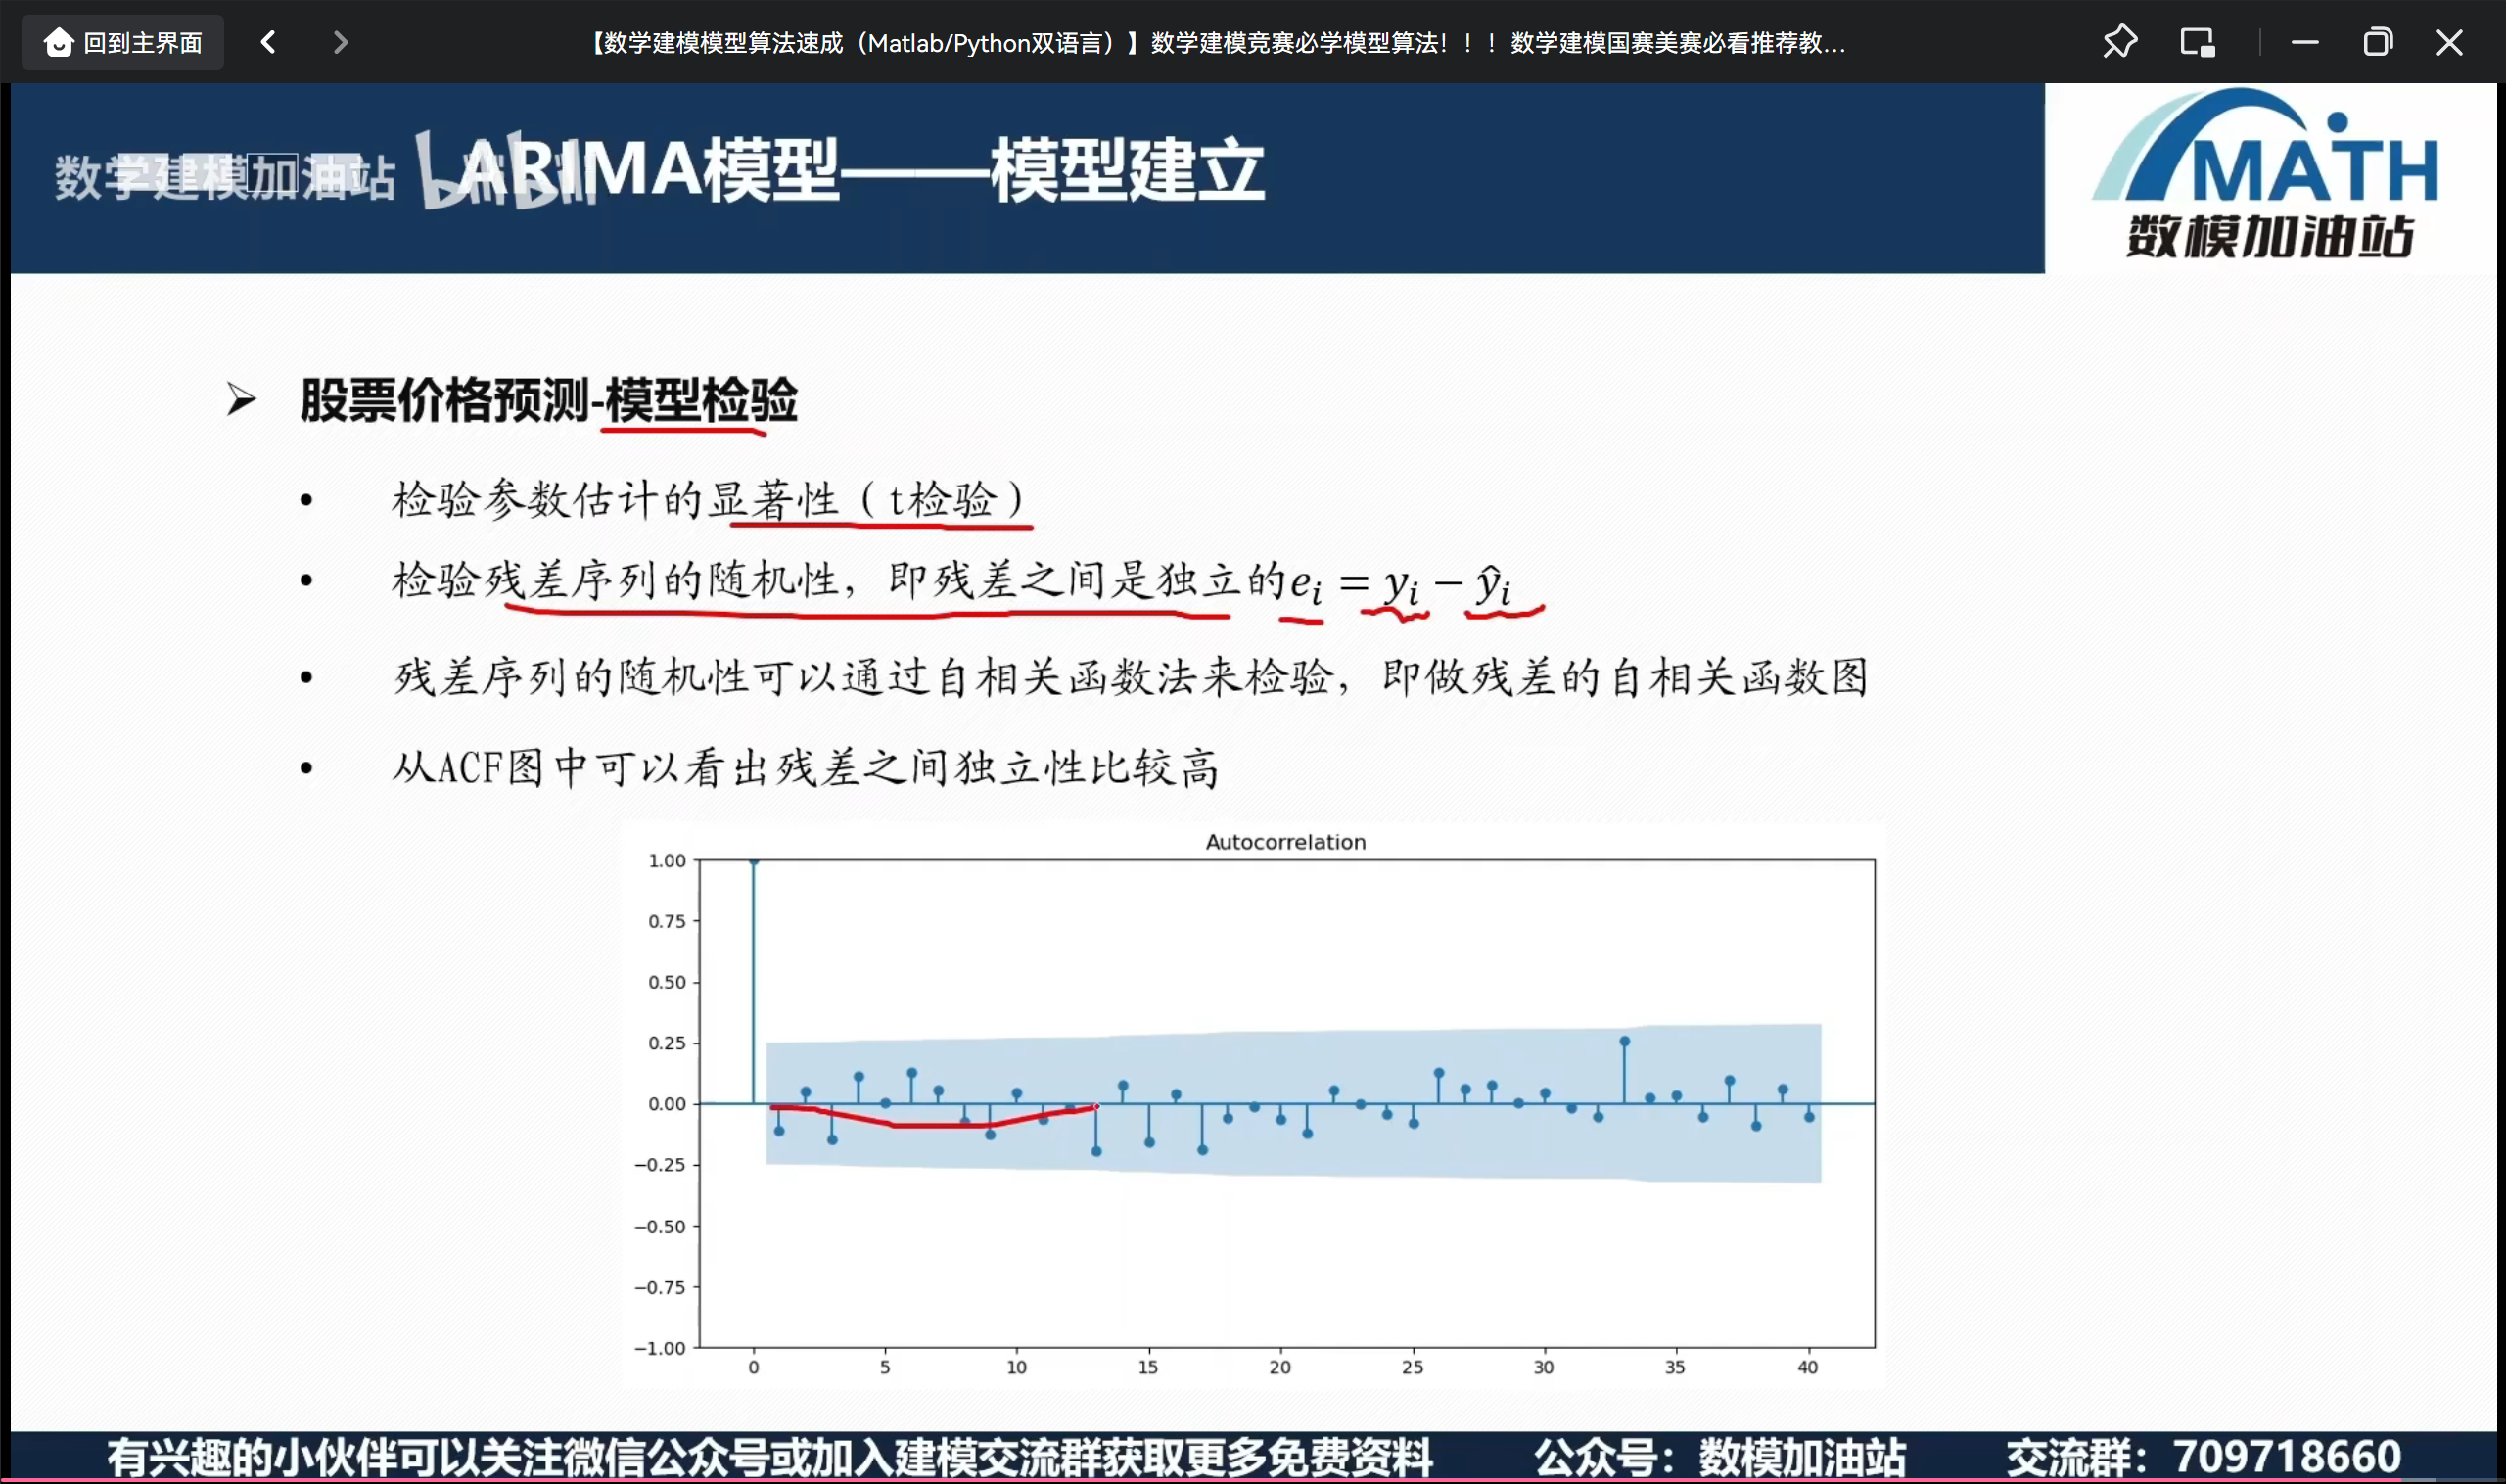 回到主界面
【数学建模模型算法速成（Matlab/Python双语言）】数学建模竞赛必学模型算法！！！数学建模国赛美赛必看推荐教...
数学建模加油站 bilibili
ARIMA模型——模型建立
MATH
数模加油站
➢ 股票价格预测-模型检验
• 检验参数估计的显著性（t检验）
• 检验残差序列的随机性，即残差之间是独立的eᵢ = yᵢ − ŷᵢ
• 残差序列的随机性可以通过自相关函数法来检验，即做残差的自相关函数图
• 从ACF图中可以看出残差之间独立性比较高
Autocorrelation
1.00
0.75
0.50
0.25
0.00
−0.25
−0.50
−0.75
−1.00
0 5 10 15 20 25 30 35 40
有兴趣的小伙伴可以关注微信公众号或加入建模交流群获取更多免费资料 公众号：数模加油站 交流群：709718660